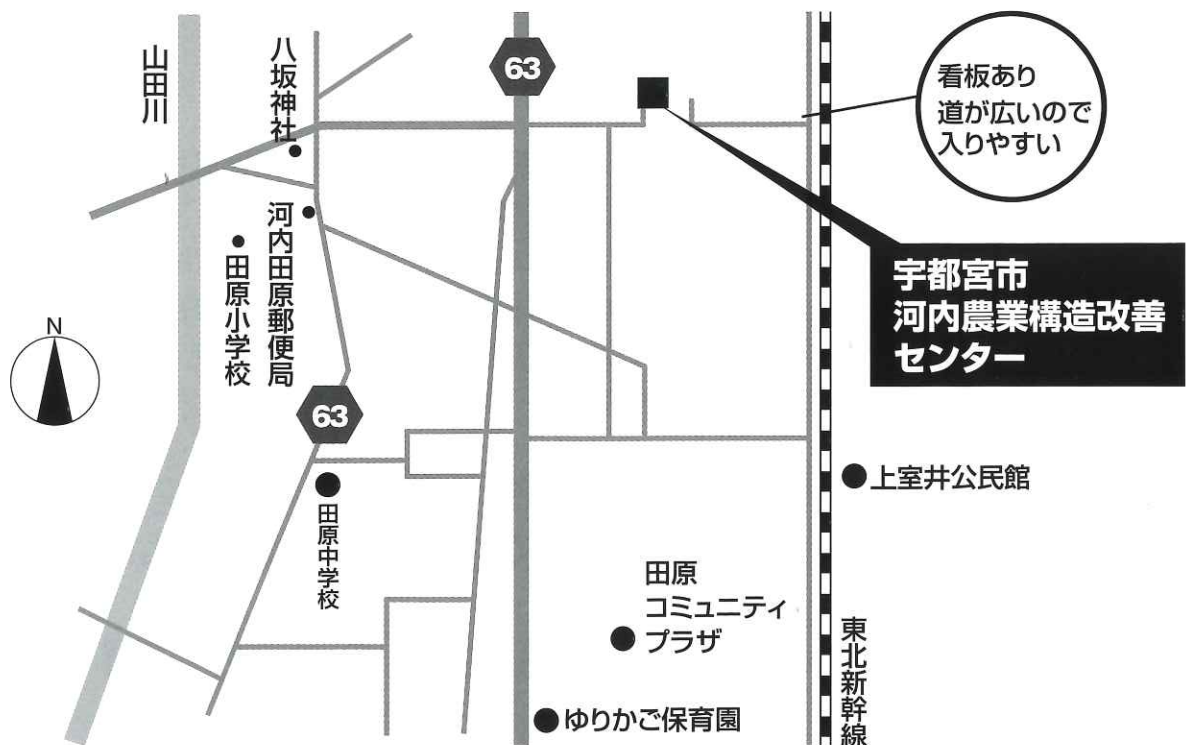 山田川
八坂神社
63
看板あり
道が広いので
入りやすい
河内田原郵便局
田原小学校
宇都宮市
河内農業構造改善
センター
N
63
上室井公民館
田原中学校
田原
コミュニティ
プラザ
東北新幹線
ゆりかご保育園